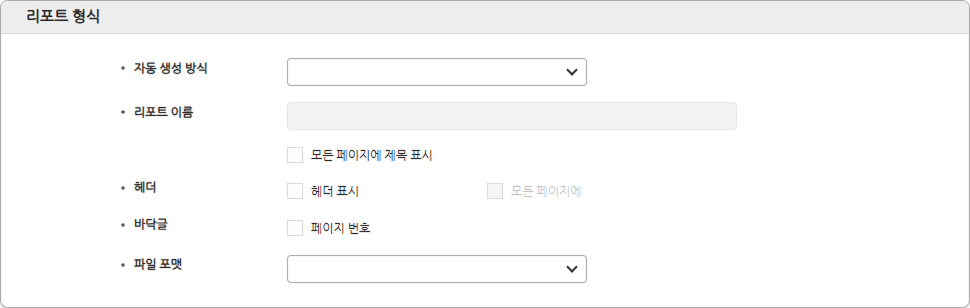 리포트 형식
자동 생성 방식
리포트 이름
모든 페이지에 제목 표시
헤더 헤더 표시 모든 페이지에
바닥글 페이지 번호
파일 포맷